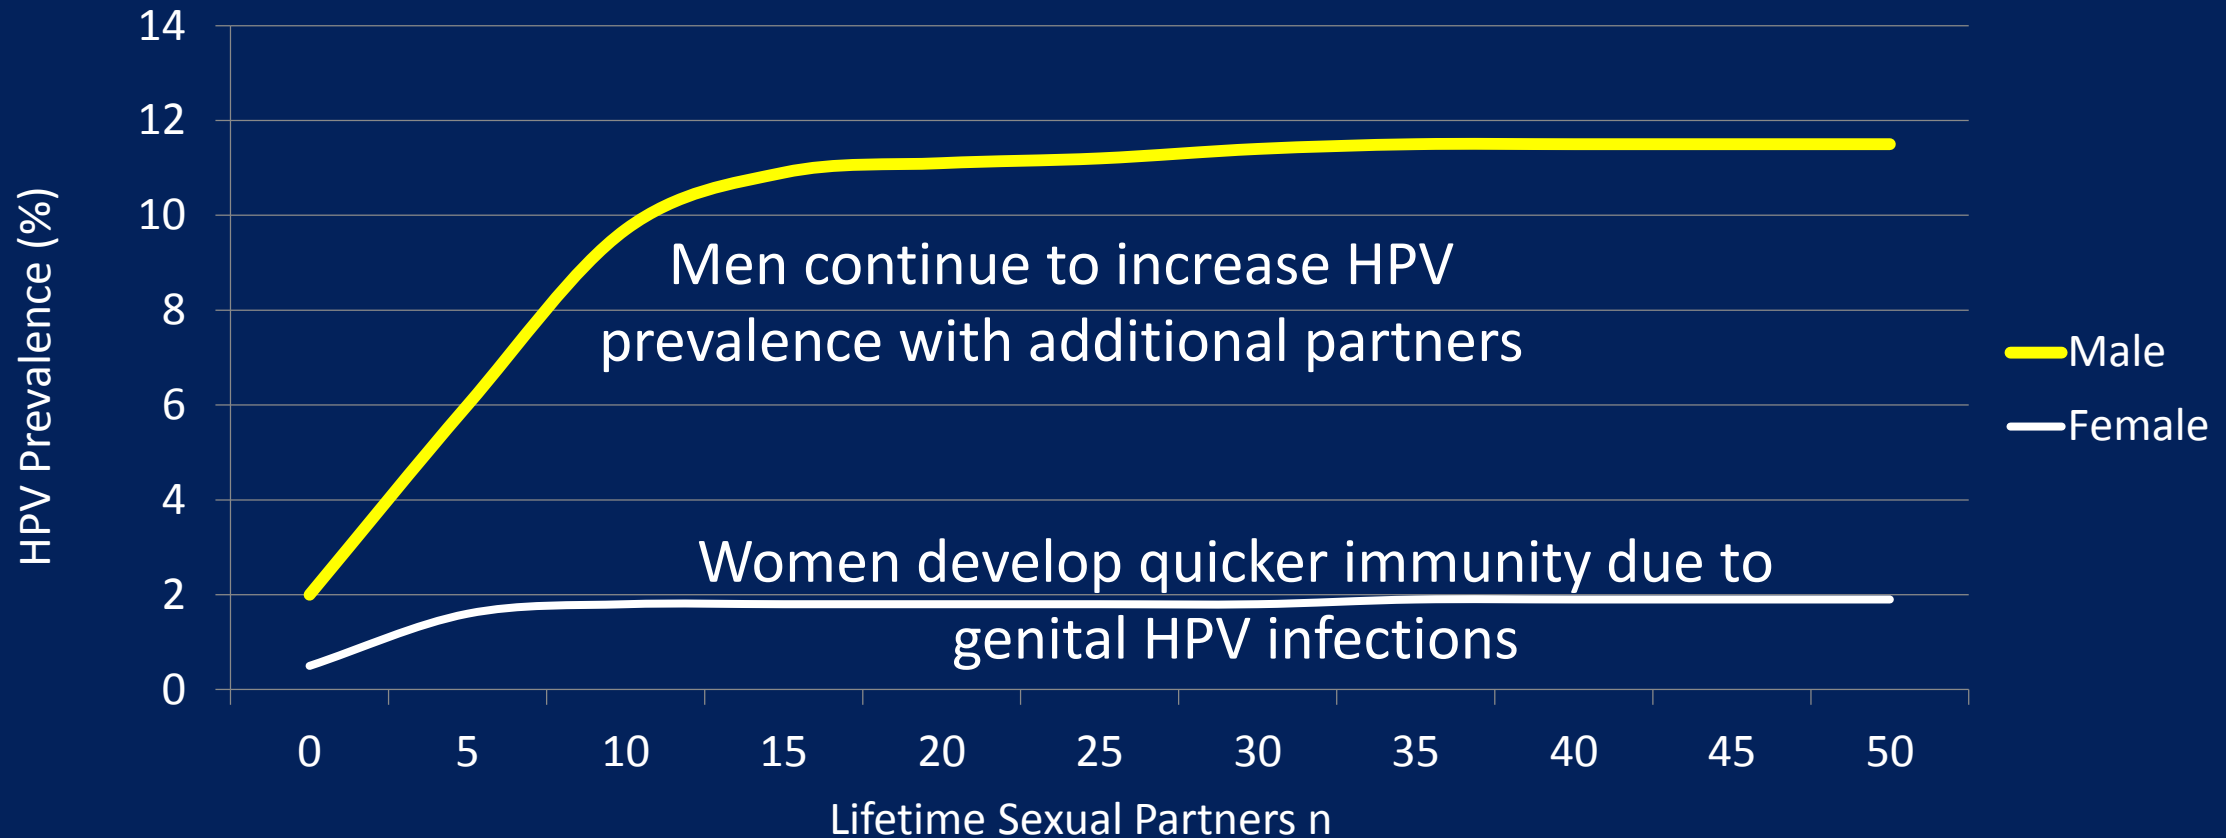 14
12
10
8
6
4
2
0
HPV Prevalence (%)
Men continue to increase HPV
prevalence with additional partners
Women develop quicker immunity due to
genital HPV infections
Male
Female
0 5 10 15 20 25 30 35 40 45 50
Lifetime Sexual Partners n